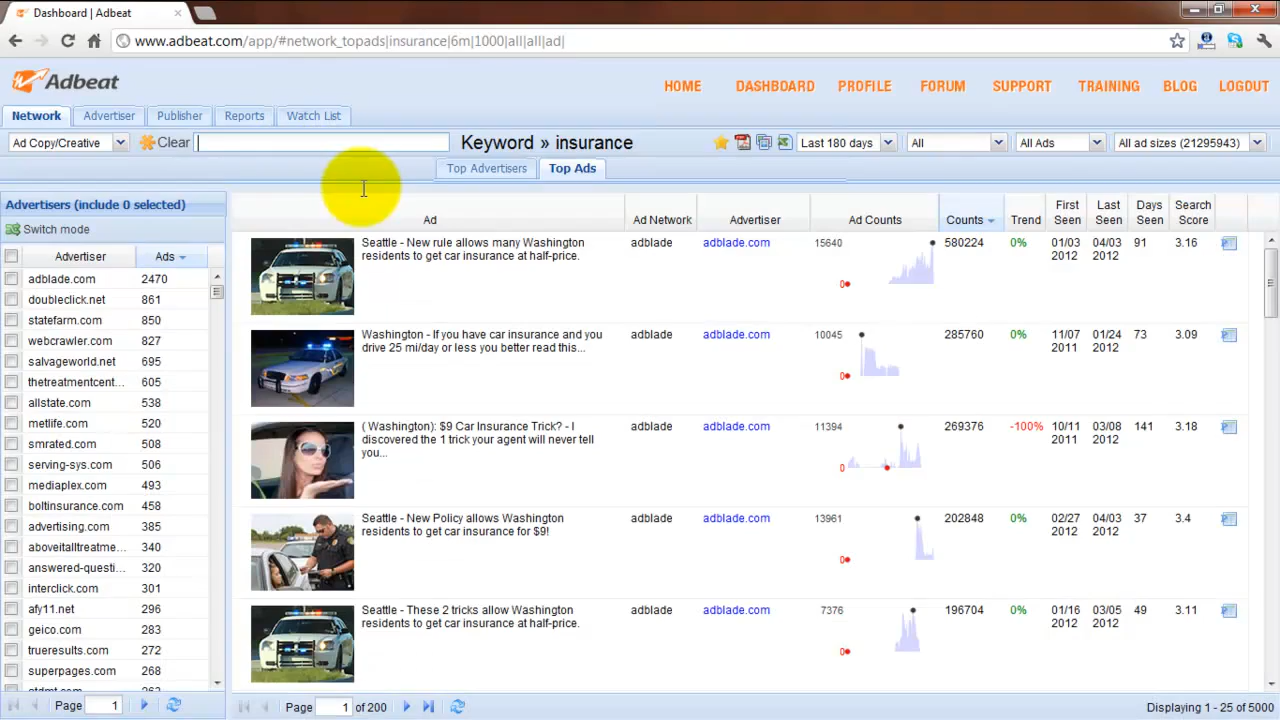 Dashboard | Adbeat
www.adbeat.com/app/#network_topads|insurance|6m|1000|all|all|ad|
Adbeat
HOME DASHBOARD PROFILE FORUM SUPPORT TRAINING BLOG LOGOUT
Network Advertiser Publisher Reports Watch List
Ad Copy/Creative Clear Keyword » insurance Last 180 days All All Ads All ad sizes (21295943)
Top Advertisers Top Ads
Advertisers (include 0 selected)
Switch mode
Advertiser Ads
adblade.com 2470
doubleclick.net 861
statefarm.com 850
webcrawler.com 827
salvageworld.net 695
thetreatmentcent... 605
allstate.com 538
metlife.com 520
smrated.com 508
serving-sys.com 506
mediaplex.com 493
boltinsurance.com 458
advertising.com 385
aboveitalltreatme... 340
answered-questi... 320
interclick.com 301
afy11.net 296
geico.com 283
trueresults.com 272
superpages.com 268
Page 1
Ad Ad Network Advertiser Ad Counts Counts Trend First Seen Last Seen Days Seen Search Score
Seattle - New rule allows many Washington
residents to get car insurance at half-price.
adblade adblade.com 15640 0 580224 0% 01/03 2012 04/03 2012 91 3.16
Washington - If you have car insurance and you
drive 25 mi/day or less you better read this...
adblade adblade.com 10045 0 285760 0% 11/07 2011 01/24 2012 73 3.09
( Washington): $9 Car Insurance Trick? - I
discovered the 1 trick your agent will never tell
you...
adblade adblade.com 11394 0 269376 -100% 10/11 2011 03/08 2012 141 3.18
Seattle - New Policy allows Washington
residents to get car insurance for $9!
adblade adblade.com 13961 0 202848 0% 02/27 2012 04/03 2012 37 3.4
Seattle - These 2 tricks allow Washington
residents to get car insurance at half-price.
adblade adblade.com 7376 0 196704 0% 01/16 2012 03/05 2012 49 3.11
Page 1 of 200
Displaying 1 - 25 of 5000